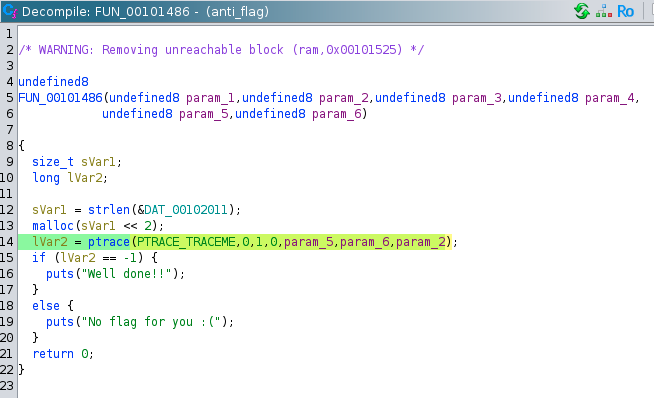 Decompile: FUN_00101486 - (anti_flag)
Ro
1
2 /* WARNING: Removing unreachable block (ram,0x00101525) */
3
4 undefined8
5 FUN_00101486(undefined8 param_1,undefined8 param_2,undefined8 param_3,undefined8 param_4,
6 undefined8 param_5,undefined8 param_6)
7
8 {
9 size_t sVar1;
10 long lVar2;
11
12 sVar1 = strlen(&DAT_00102011);
13 malloc(sVar1 << 2);
14 lVar2 = ptrace(PTRACE_TRACEME,0,1,0,param_5,param_6,param_2);
15 if (lVar2 == -1) {
16 puts("Well done!!");
17 }
18 else {
19 puts("No flag for you :(");
20 }
21 return 0;
22 }
23